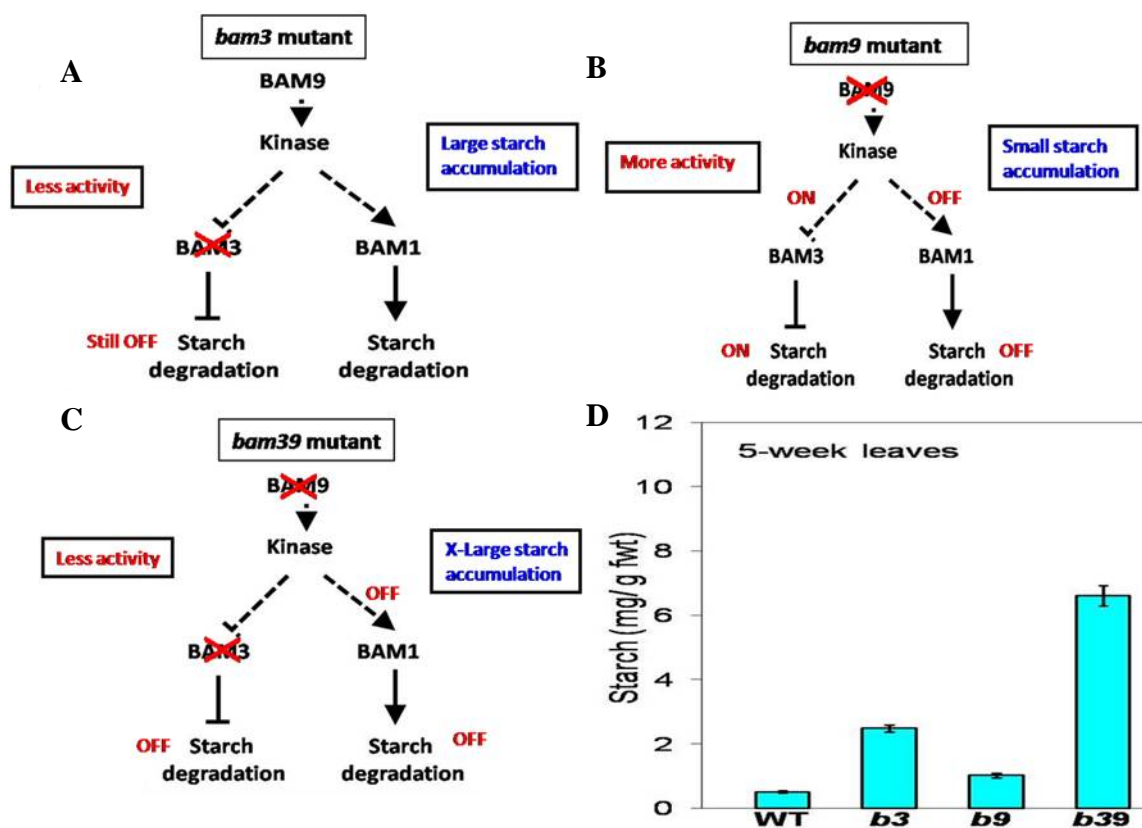 A
bam3 mutant
BAM9
Kinase
Large starch
accumulation
Less activity
BAM3
BAM1
Still OFF
Starch
degradation
Starch
degradation
B
bam9 mutant
BAM9
Kinase
More activity
Small starch
accumulation
ON
OFF
BAM3
BAM1
ON
Starch
degradation
Starch
degradation
OFF
C
bam39 mutant
BAM9
Kinase
Less activity
X-Large starch
accumulation
OFF
BAM3
BAM1
OFF
Starch
degradation
Starch
degradation
OFF
D
5-week leaves
Starch (mg/ g fwt)
12
10
8
6
4
2
0
WT
b3
b9
b39